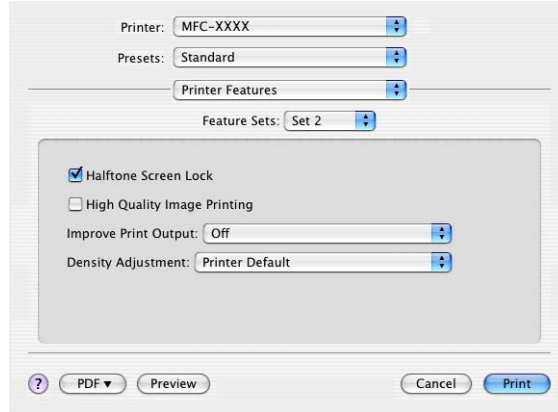 Printer: MFC-XXXX
Presets: Standard
Printer Features
Feature Sets: Set 2
Halftone Screen Lock
High Quality Image Printing
Improve Print Output: Off
Density Adjustment: Printer Default
? PDF ▼ Preview Cancel Print